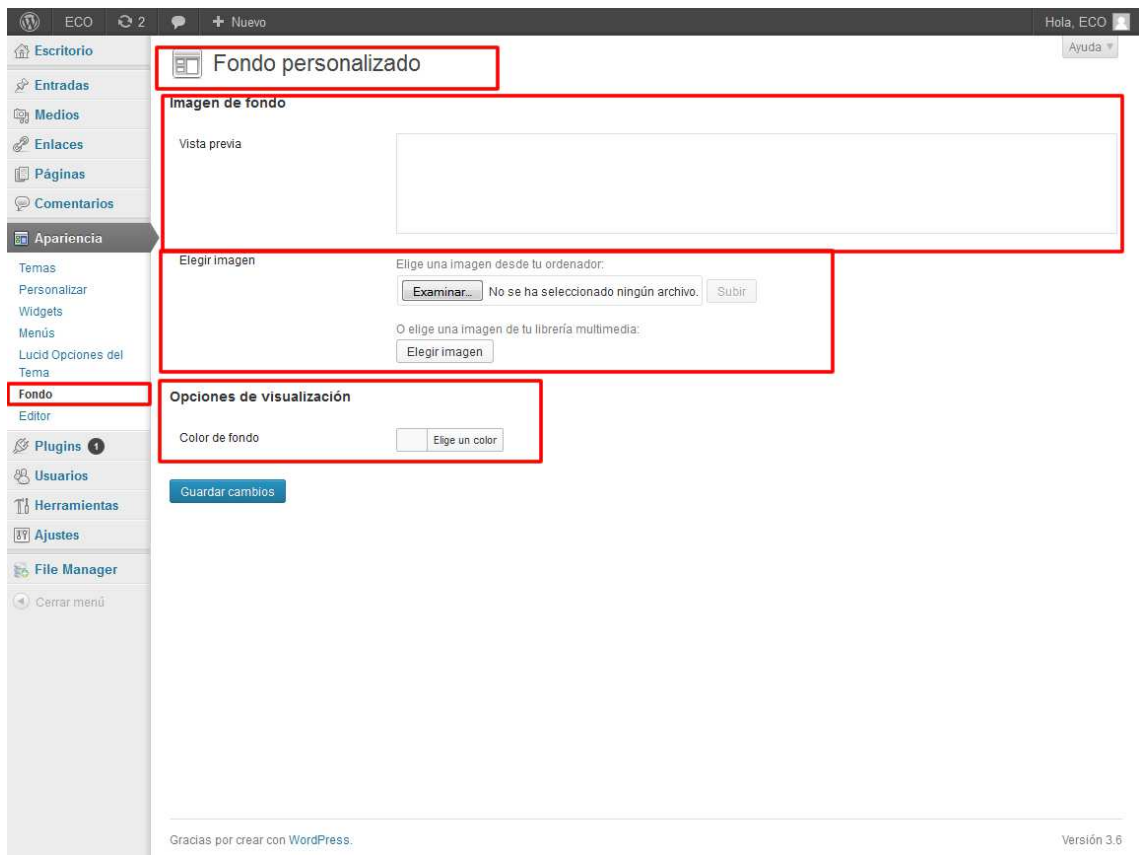 ECO 2 + Nuevo Hola, ECO
Ayuda
Escritorio
Entradas
Medios
Enlaces
Páginas
Comentarios
Apariencia
Temas
Personalizar
Widgets
Menús
Lucid Opciones del
Tema
Fondo
Editor
Plugins 1
Usuarios
Herramientas
Ajustes
File Manager
Cerrar menú
Fondo personalizado
Imagen de fondo
Vista previa
Elegir imagen
Elige una imagen desde tu ordenador:
Examinar... No se ha seleccionado ningún archivo. Subir
O elige una imagen de tu librería multimedia:
Elegir imagen
Opciones de visualización
Color de fondo Elige un color
Guardar cambios
Gracias por crear con WordPress. Versión 3.6